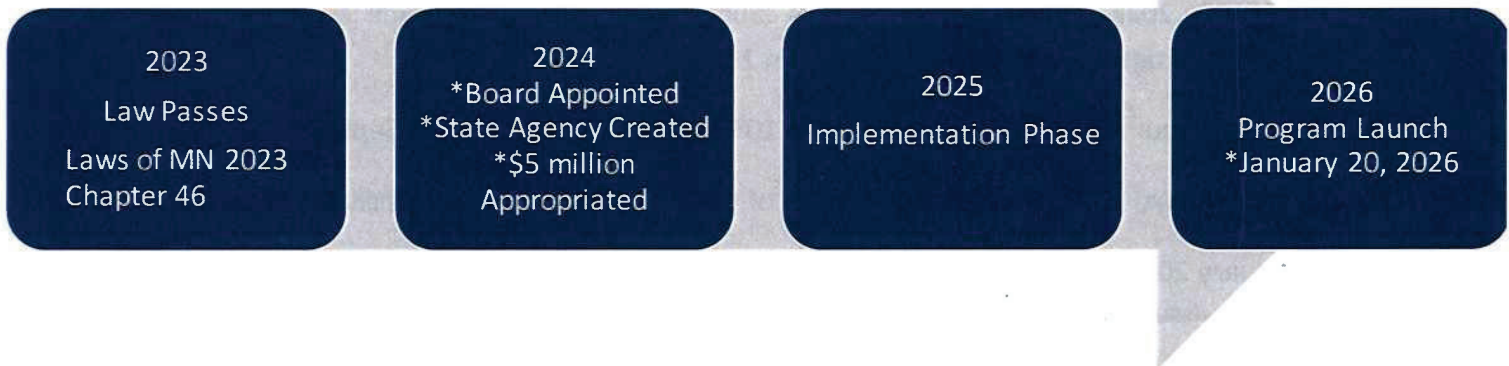 2023
Law Passes
Laws of MN 2023
Chapter 46
2024
*Board Appointed
*State Agency Created
*$5 million
Appropriated
2025
Implementation Phase
2026
Program Launch
*January 20, 2026